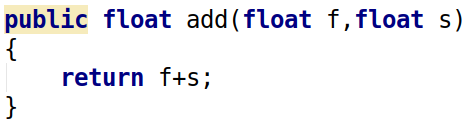 public float add(float f,float s)
{
    return f+s;
}